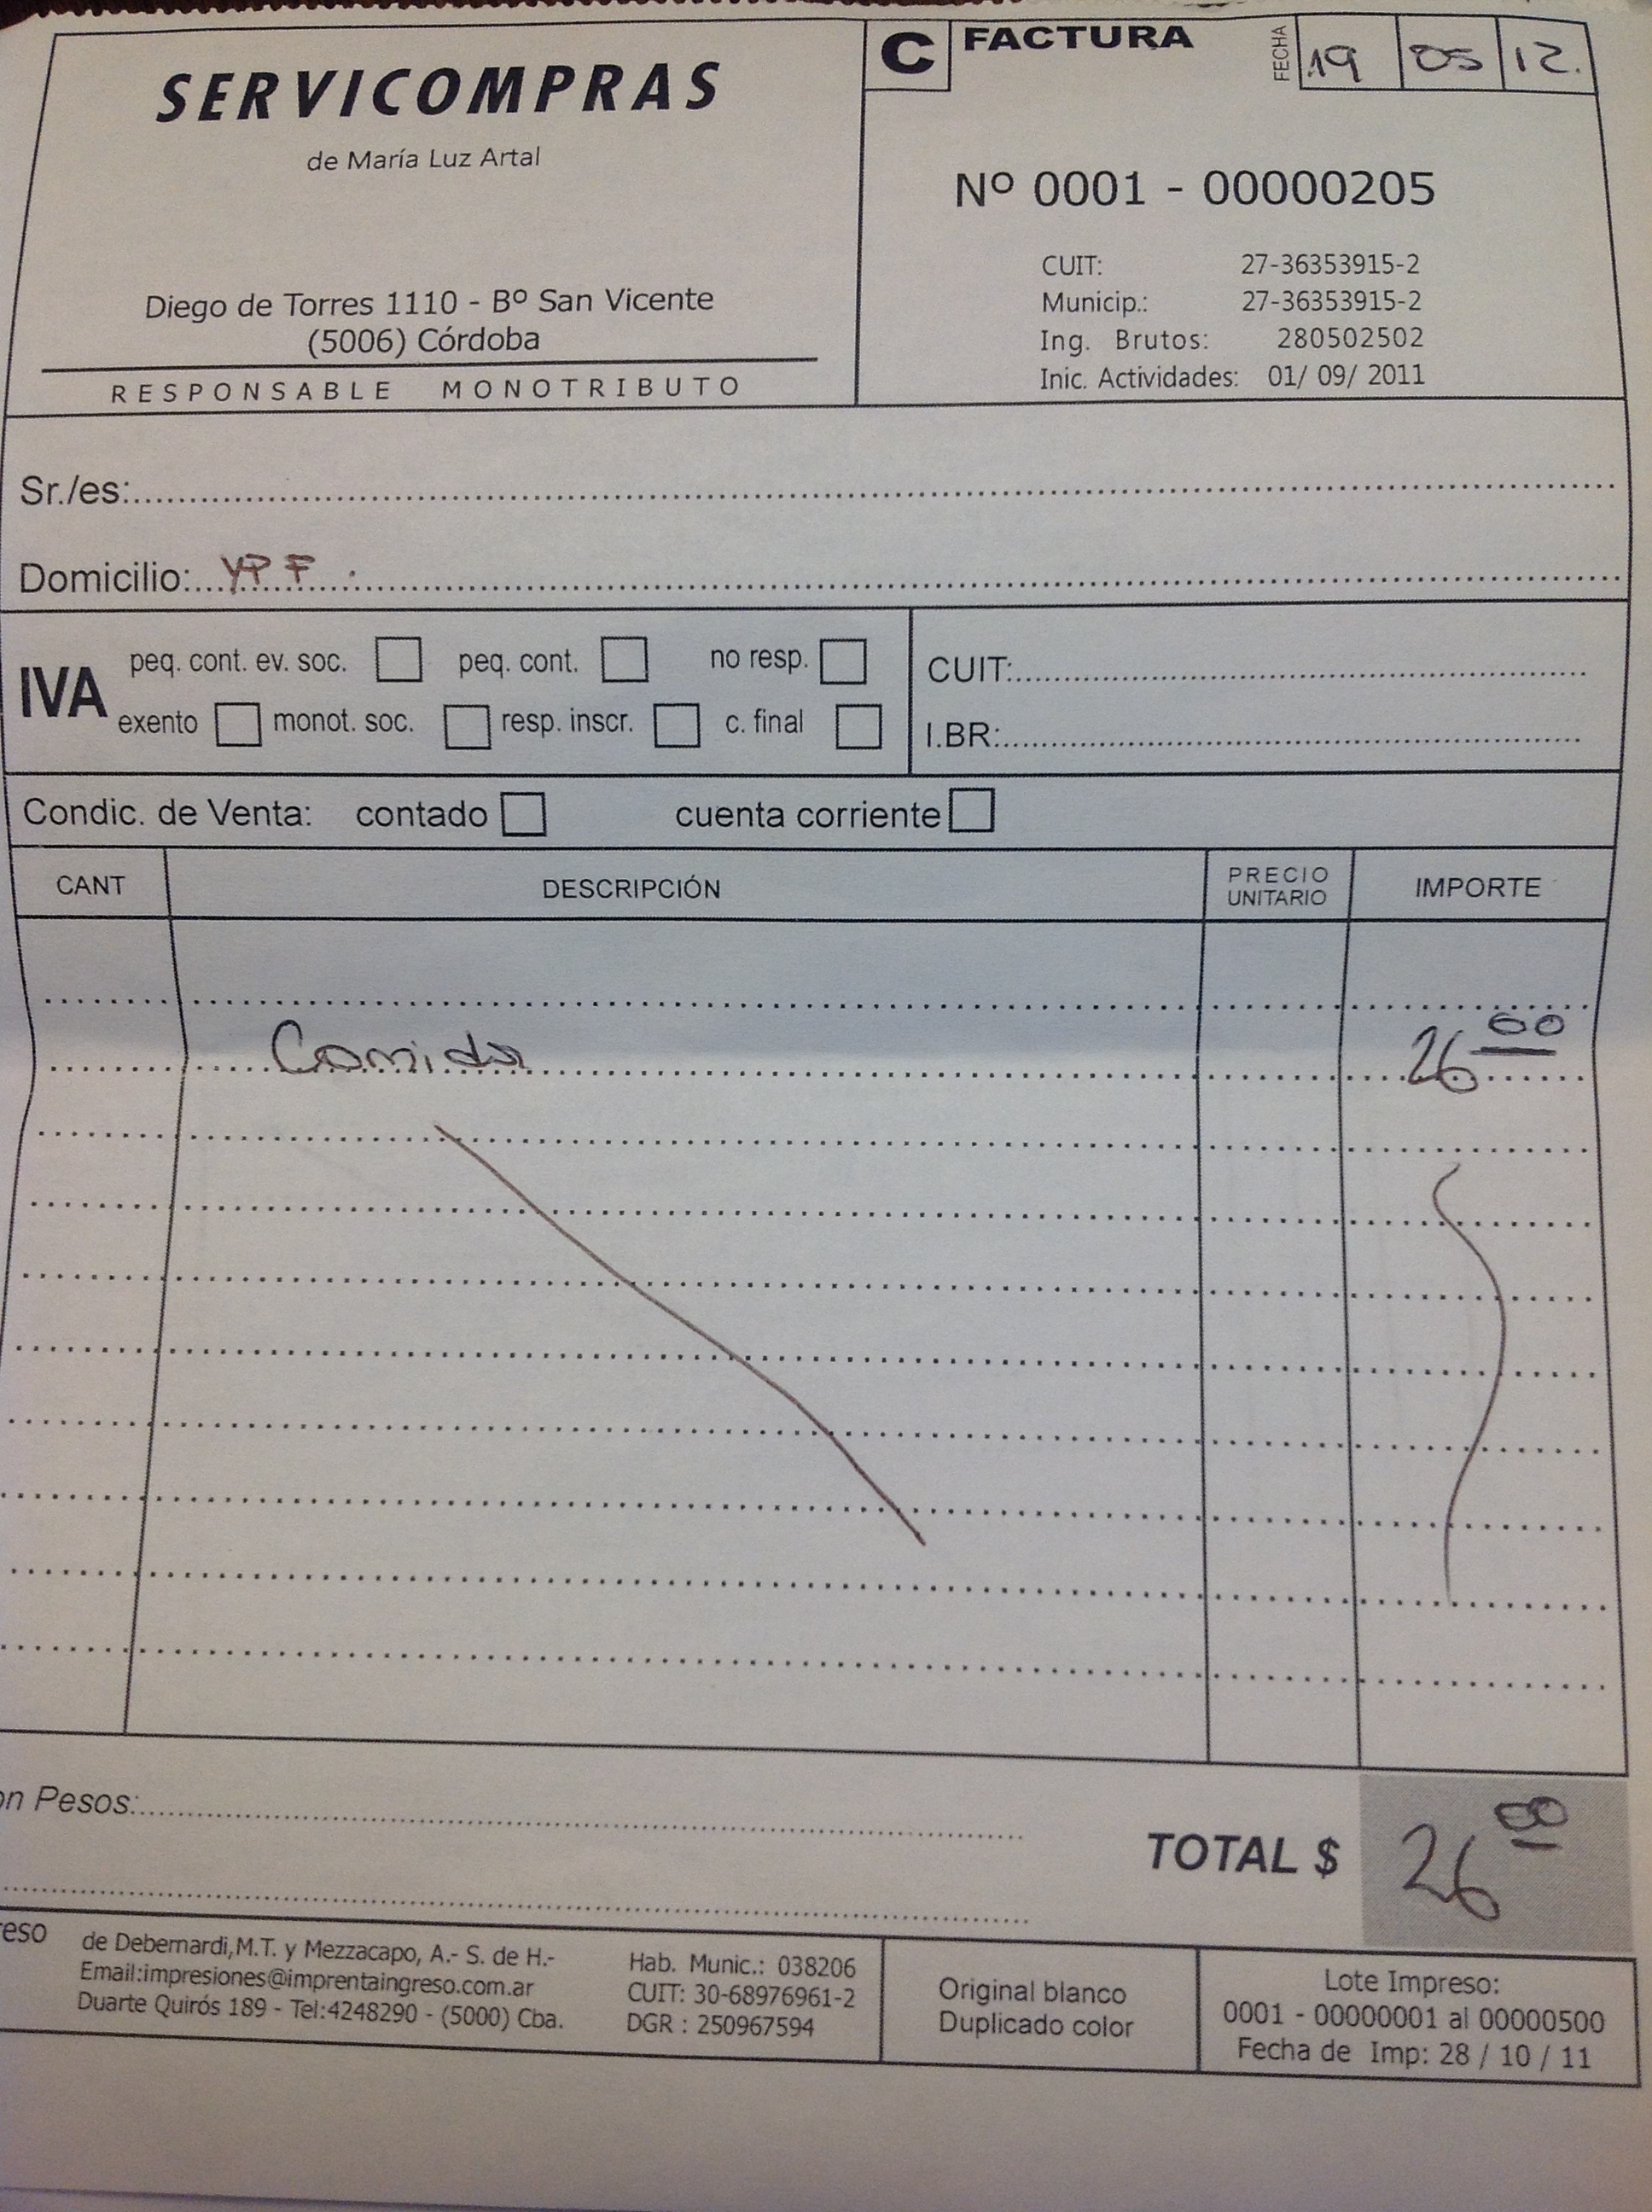 SERVICOMPRAS
de María Luz Artal
Diego de Torres 1110 - Bº San Vicente
(5006) Córdoba
RESPONSABLE MONOTRIBUTO
C FACTURA
FECHA 19 05 12.
Nº 0001 - 00000205
CUIT: 27-36353915-2
Municip.: 27-36353915-2
Ing. Brutos: 280502502
Inic. Actividades: 01/ 09/ 2011
Sr./es:
Domicilio: YPF.
IVA
peq. cont. ev. soc. peq. cont. no resp.
exento monot. soc. resp. inscr. c. final
CUIT:
I.BR:
Condic. de Venta: contado cuenta corriente
CANT DESCRIPCIÓN PRECIO UNITARIO IMPORTE
Comida 26 00
on Pesos:
TOTAL $ 26 00
reso
de Debernardi,M.T. y Mezzacapo, A.- S. de H.-
Email:impresiones@imprentaingreso.com.ar
Duarte Quirós 189 - Tel:4248290 - (5000) Cba.
Hab. Munic.: 038206
CUIT: 30-68976961-2
DGR : 250967594
Original blanco
Duplicado color
Lote Impreso:
0001 - 00000001 al 00000500
Fecha de Imp: 28 / 10 / 11